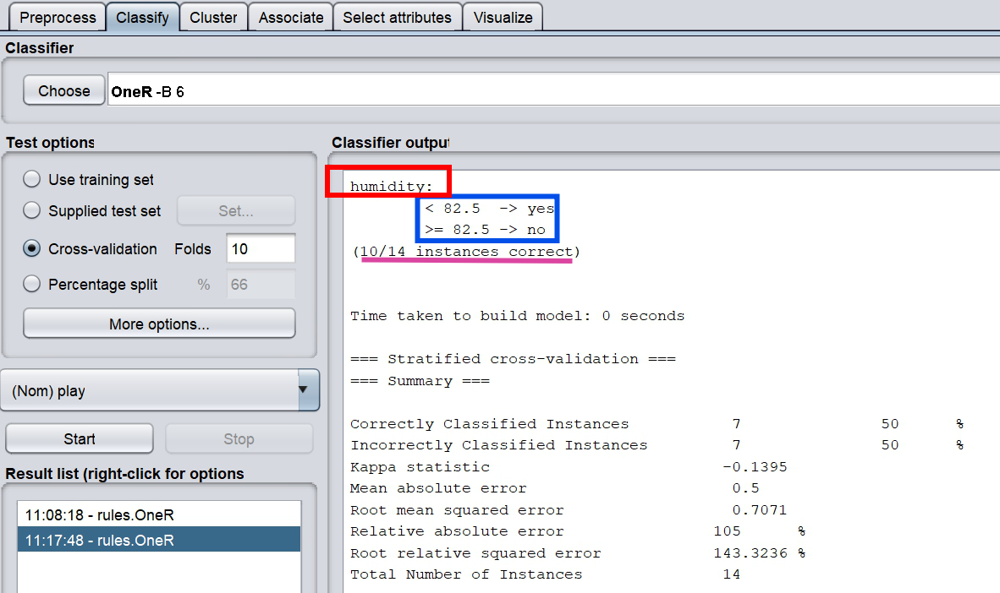 Preprocess Classify Cluster Associate Select attributes Visualize
Classifier
Choose OneR -B 6
Test options
Use training set
Supplied test set Set...
Cross-validation Folds 10
Percentage split % 66
More options...
(Nom) play
Start Stop
Result list (right-click for options
11:08:18 - rules.OneR
11:17:48 - rules.OneR
Classifier output
humidity:
< 82.5 -> yes
>= 82.5 -> no
(10/14 instances correct)
Time taken to build model: 0 seconds
=== Stratified cross-validation ===
=== Summary ===
Correctly Classified Instances 7 50 %
Incorrectly Classified Instances 7 50 %
Kappa statistic -0.1395
Mean absolute error 0.5
Root mean squared error 0.7071
Relative absolute error 105 %
Root relative squared error 143.3236 %
Total Number of Instances 14